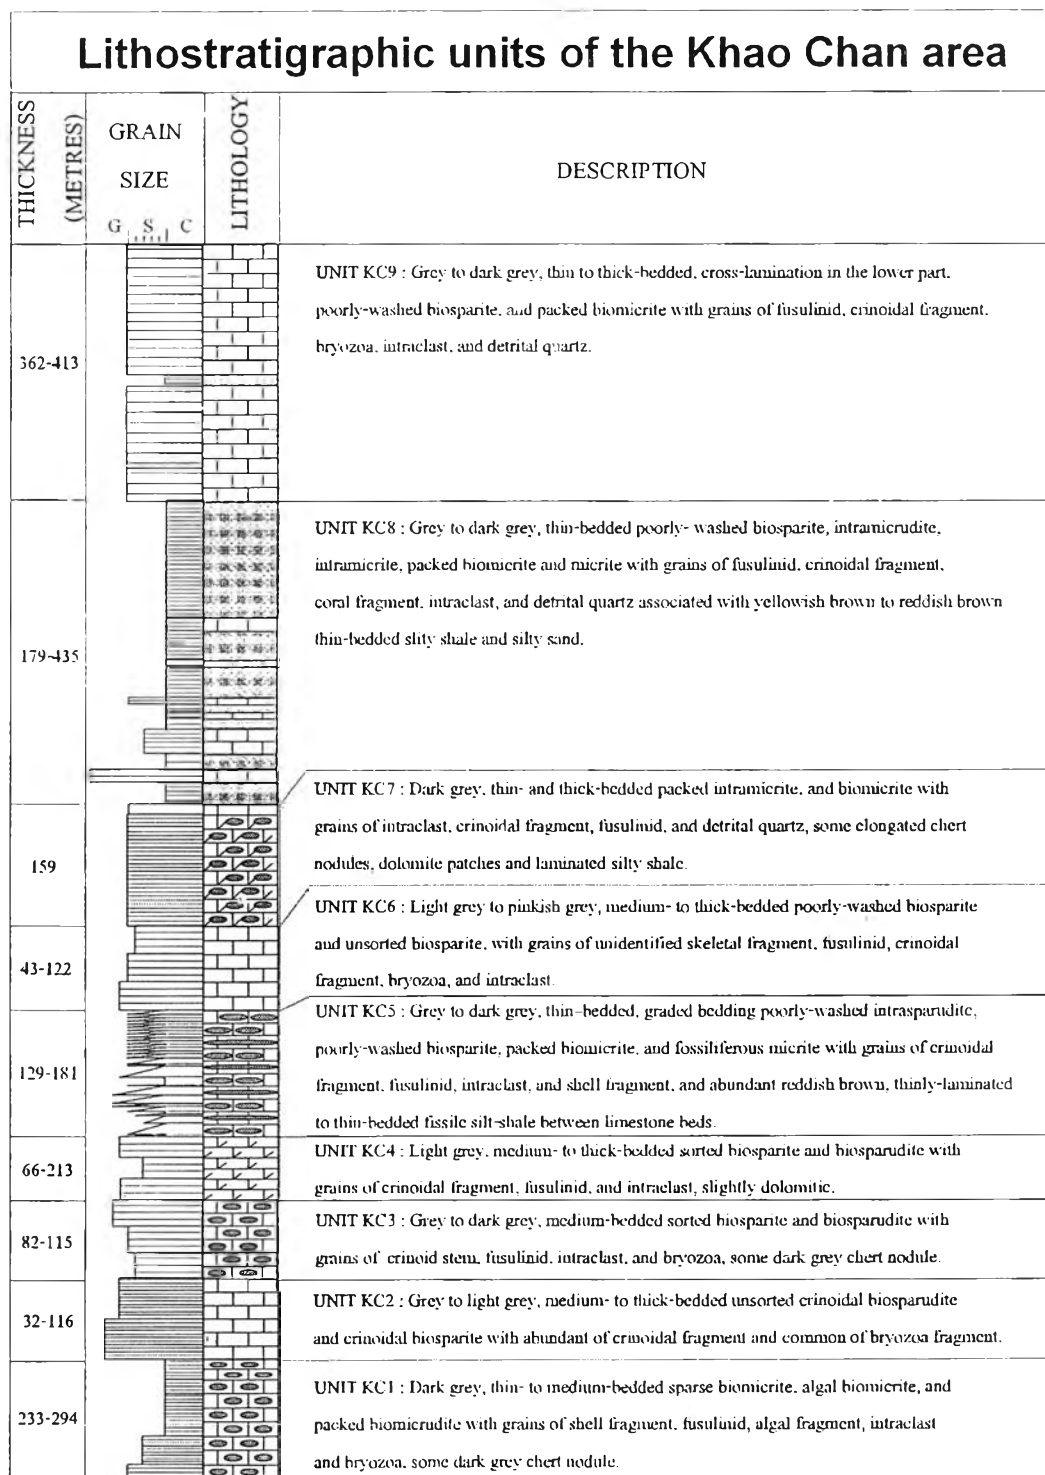 Lithostratigraphic units of the Khao Chan area
THICKNESS
(METRES)
GRAIN
SIZE
G S C
LITHOLOGY
DESCRIPTION
362-413
UNIT KC9 : Grey to dark grey, thin to thick-bedded, cross-lamination in the lower part,
poorly-washed biosparite, and packed biomicrite with grains of fusulinid, crinoidal fragment,
bryozoa, intraclast, and detrital quartz.
179-435
UNIT KC8 : Grey to dark grey, thin-bedded poorly- washed biosparite, intramicrudite,
intramicrite, packed biomicrite and micrite with grains of fusulinid, crinoidal fragment,
coral fragment, intraclast, and detrital quartz associated with yellowish brown to reddish brown
thin-bedded slity shale and silty sand.
159
UNIT KC7 : Dark grey, thin- and thick-bedded packed intramicrite, and biomicrite with
grains of intraclast, crinoidal fragment, fusulinid, and detrital quartz, some elongated chert
nodules, dolomite patches and laminated silty shale.
43-122
UNIT KC6 : Light grey to pinkish grey, medium- to thick-bedded poorly-washed biosparite
and unsorted biosparite, with grains of unidentified skeletal fragment, fusulinid, crinoidal
fragment, bryozoa, and intraclast.
129-181
UNIT KC5 : Grey to dark grey, thin-bedded, graded bedding poorly-washed intrasparudite,
poorly-washed biosparite, packed biomicrite, and fossiliferous micrite with grains of crinoidal
fragment, fusulinid, intraclast, and shell fragment, and abundant reddish brown, thinly-laminated
to thin-bedded fissile silt-shale between limestone beds.
66-213
UNIT KC4 : Light grey, medium- to thick-bedded sorted biosparite and biosparudite with
grains of crinoidal fragment, fusulinid, and intraclast, slightly dolomitic.
82-115
UNIT KC3 : Grey to dark grey, medium-bedded sorted biosparite and biosparudite with
grains of crinoid stem, fusulinid, intraclast, and bryozoa, some dark grey chert nodule.
32-116
UNIT KC2 : Grey to light grey, medium- to thick-bedded unsorted crinoidal biosparudite
and crinoidal biosparite with abundant of crinoidal fragment and common of bryozoa fragment.
233-294
UNIT KC1 : Dark grey, thin- to medium-bedded sparse biomicrite, algal biomicrite, and
packed biomicrudite with grains of shell fragment, fusulinid, algal fragment, intraclast
and bryozoa, some dark grey chert nodule.